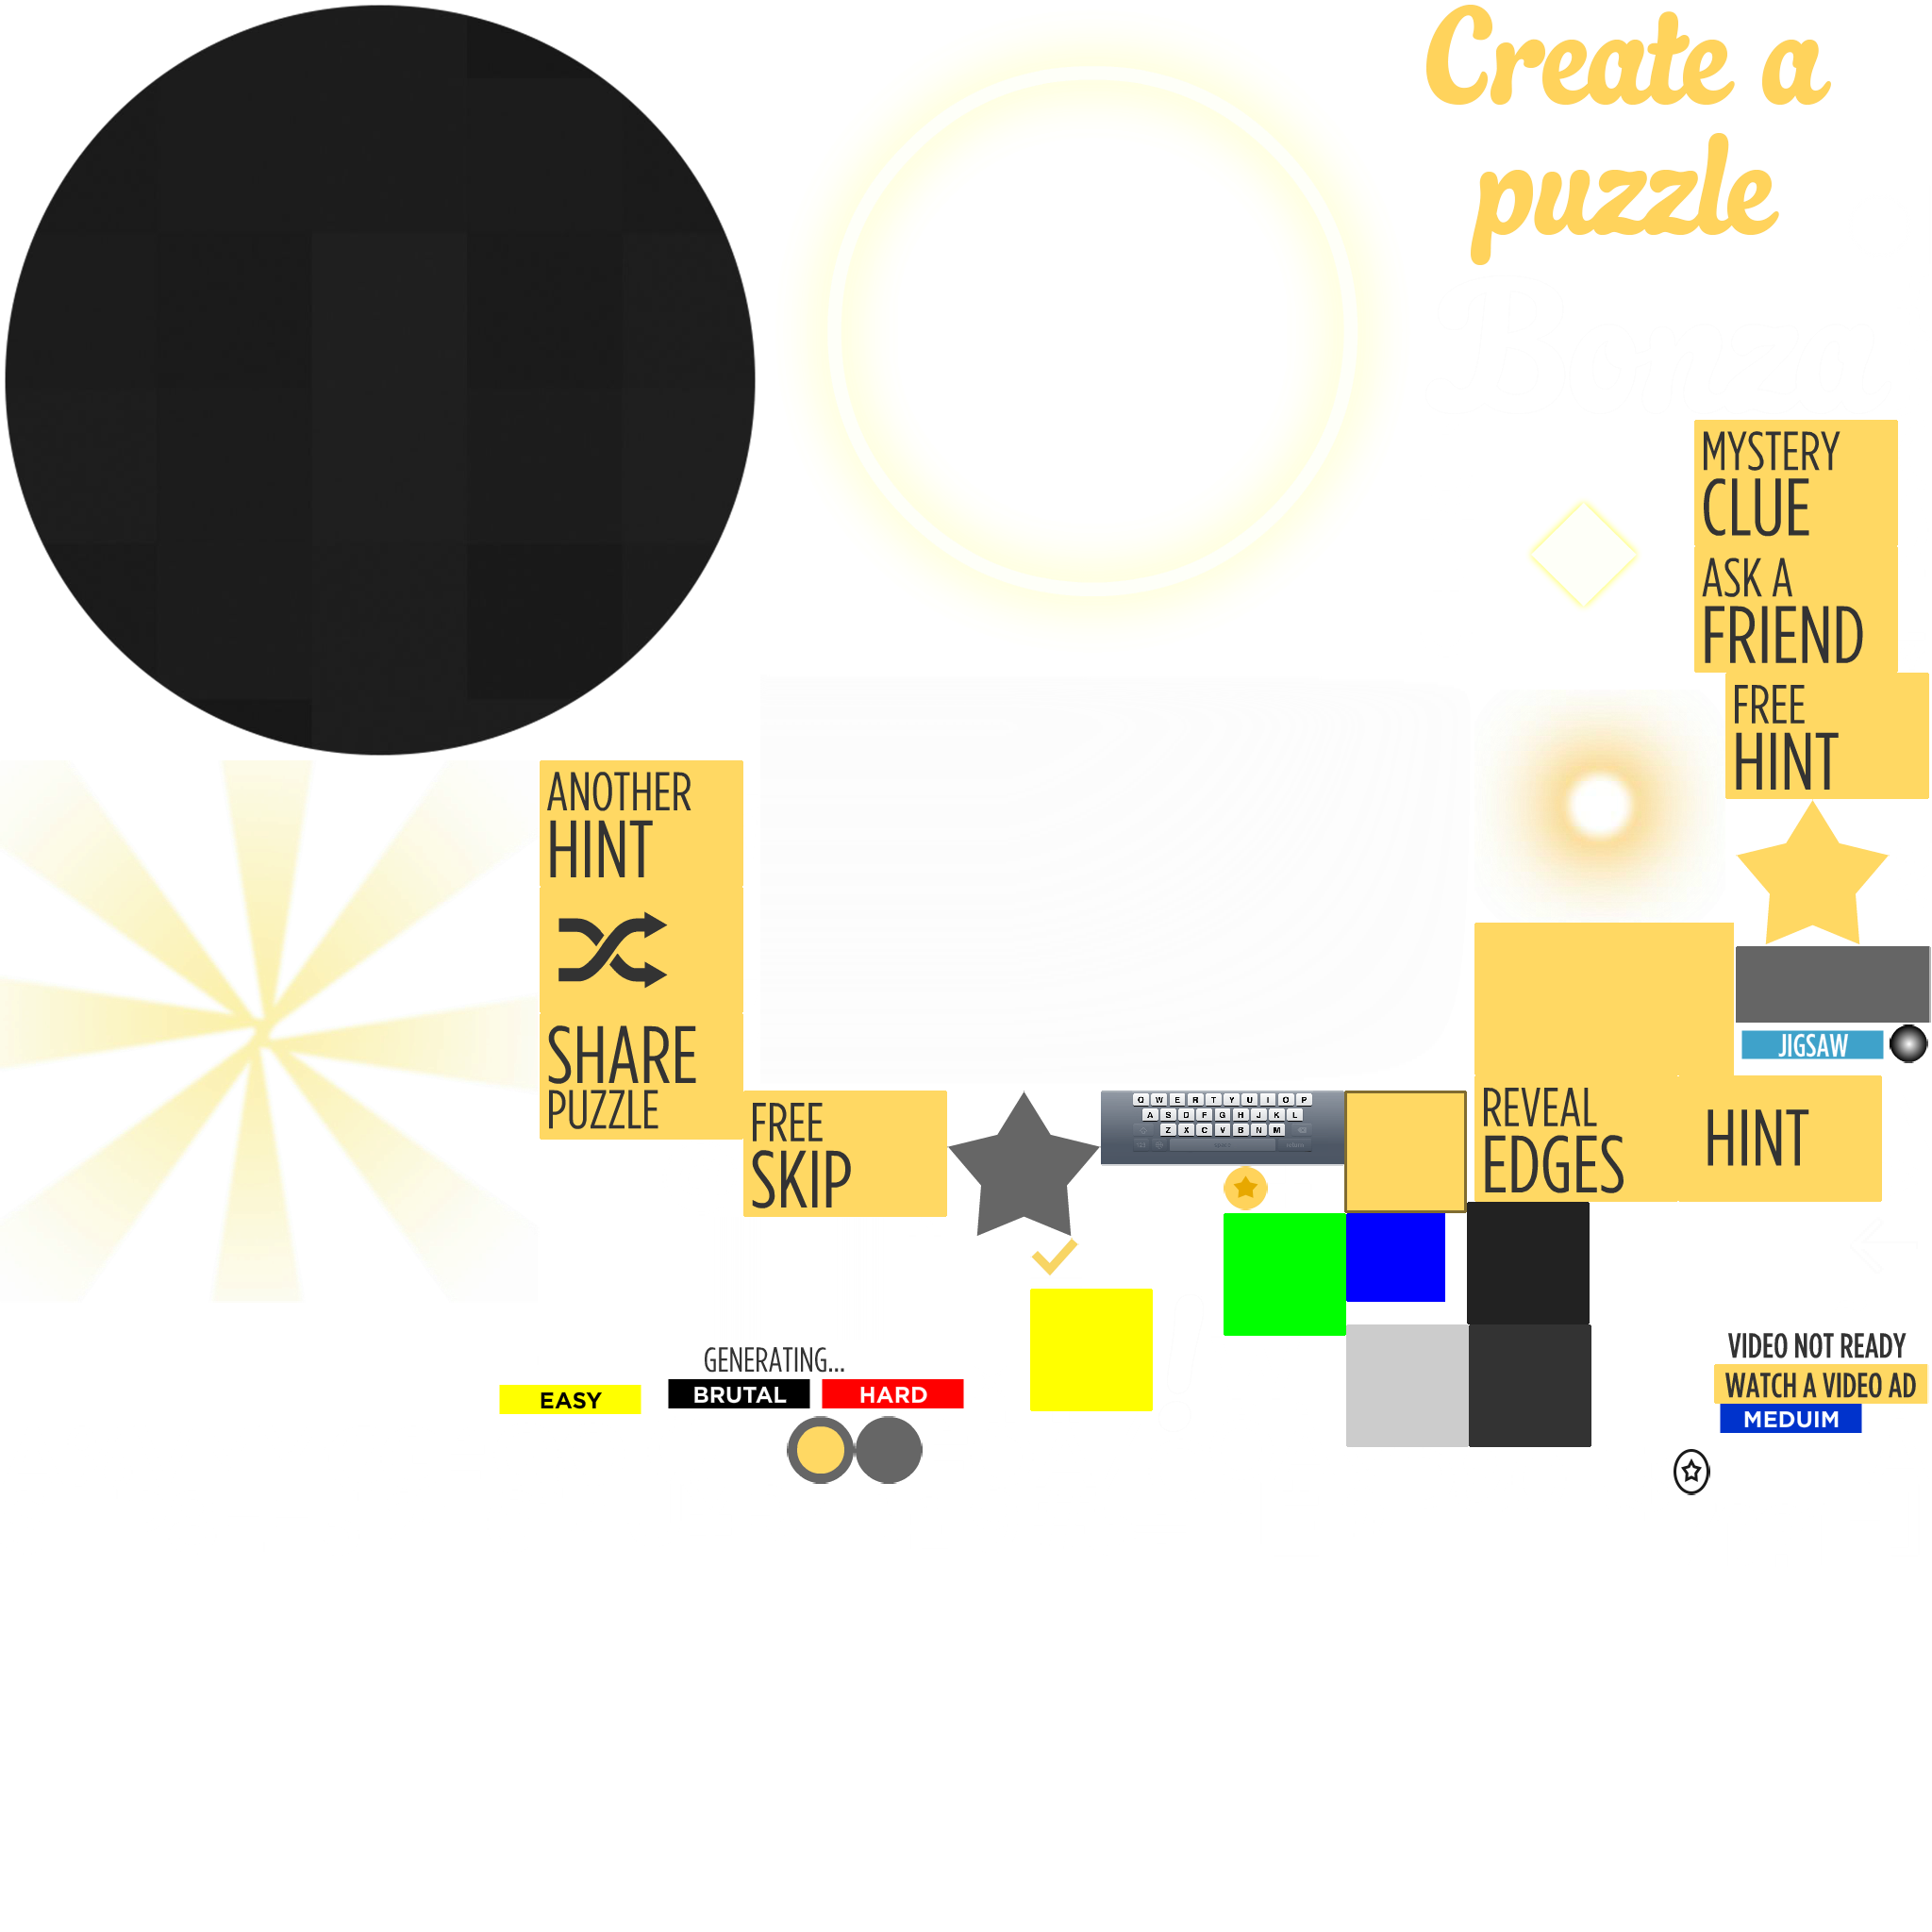 Create a
puzzle
MYSTERY
CLUE
ASK A
FRIEND
FREE
HINT
ANOTHER
HINT
SHARE
PUZZLE
JIGSAW
FREE
SKIP
Q W E R T Y U I O P
A S D F G H J K L
Z X C V B N M
REVEAL
EDGES
HINT
GENERATING...
EASY
BRUTAL
HARD
VIDEO NOT READY
WATCH A VIDEO AD
MEDUIM